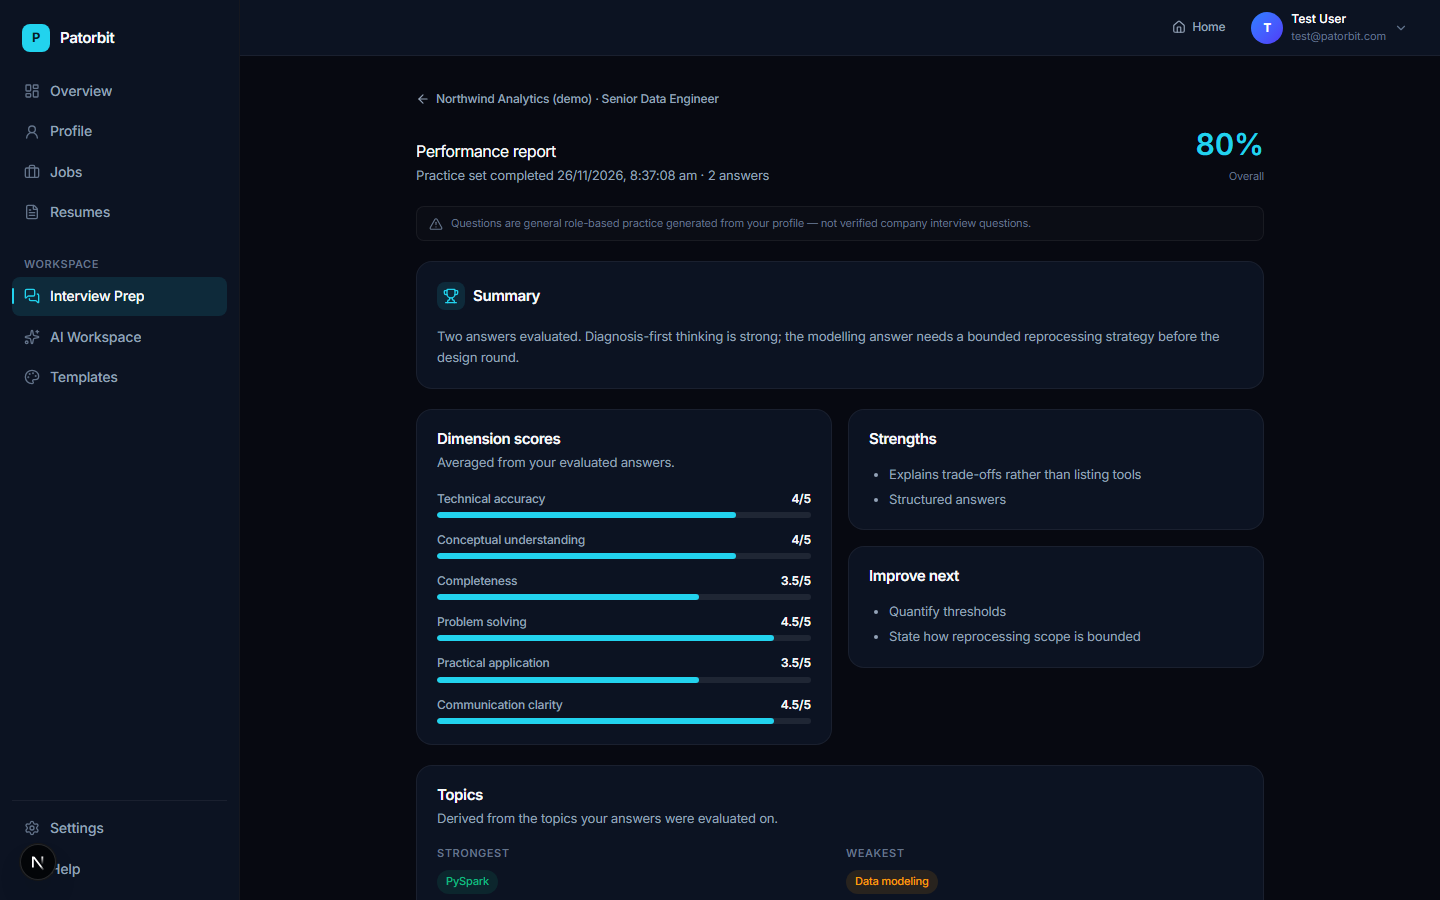 P Patorbit
Overview
Profile
Jobs
Resumes
WORKSPACE
Interview Prep
AI Workspace
Templates
Settings
N Help
Home
T
Test User
test@patorbit.com
Northwind Analytics (demo) · Senior Data Engineer
Performance report
80%
Practice set completed 26/11/2026, 8:37:08 am · 2 answers
Overall
Questions are general role-based practice generated from your profile — not verified company interview questions.
Summary
Two answers evaluated. Diagnosis-first thinking is strong; the modelling answer needs a bounded reprocessing strategy before the
design round.
Dimension scores
Averaged from your evaluated answers.
Technical accuracy 4/5
Conceptual understanding 4/5
Completeness 3.5/5
Problem solving 4.5/5
Practical application 3.5/5
Communication clarity 4.5/5
Strengths
• Explains trade-offs rather than listing tools
• Structured answers
Improve next
• Quantify thresholds
• State how reprocessing scope is bounded
Topics
Derived from the topics your answers were evaluated on.
STRONGEST
PySpark
WEAKEST
Data modeling